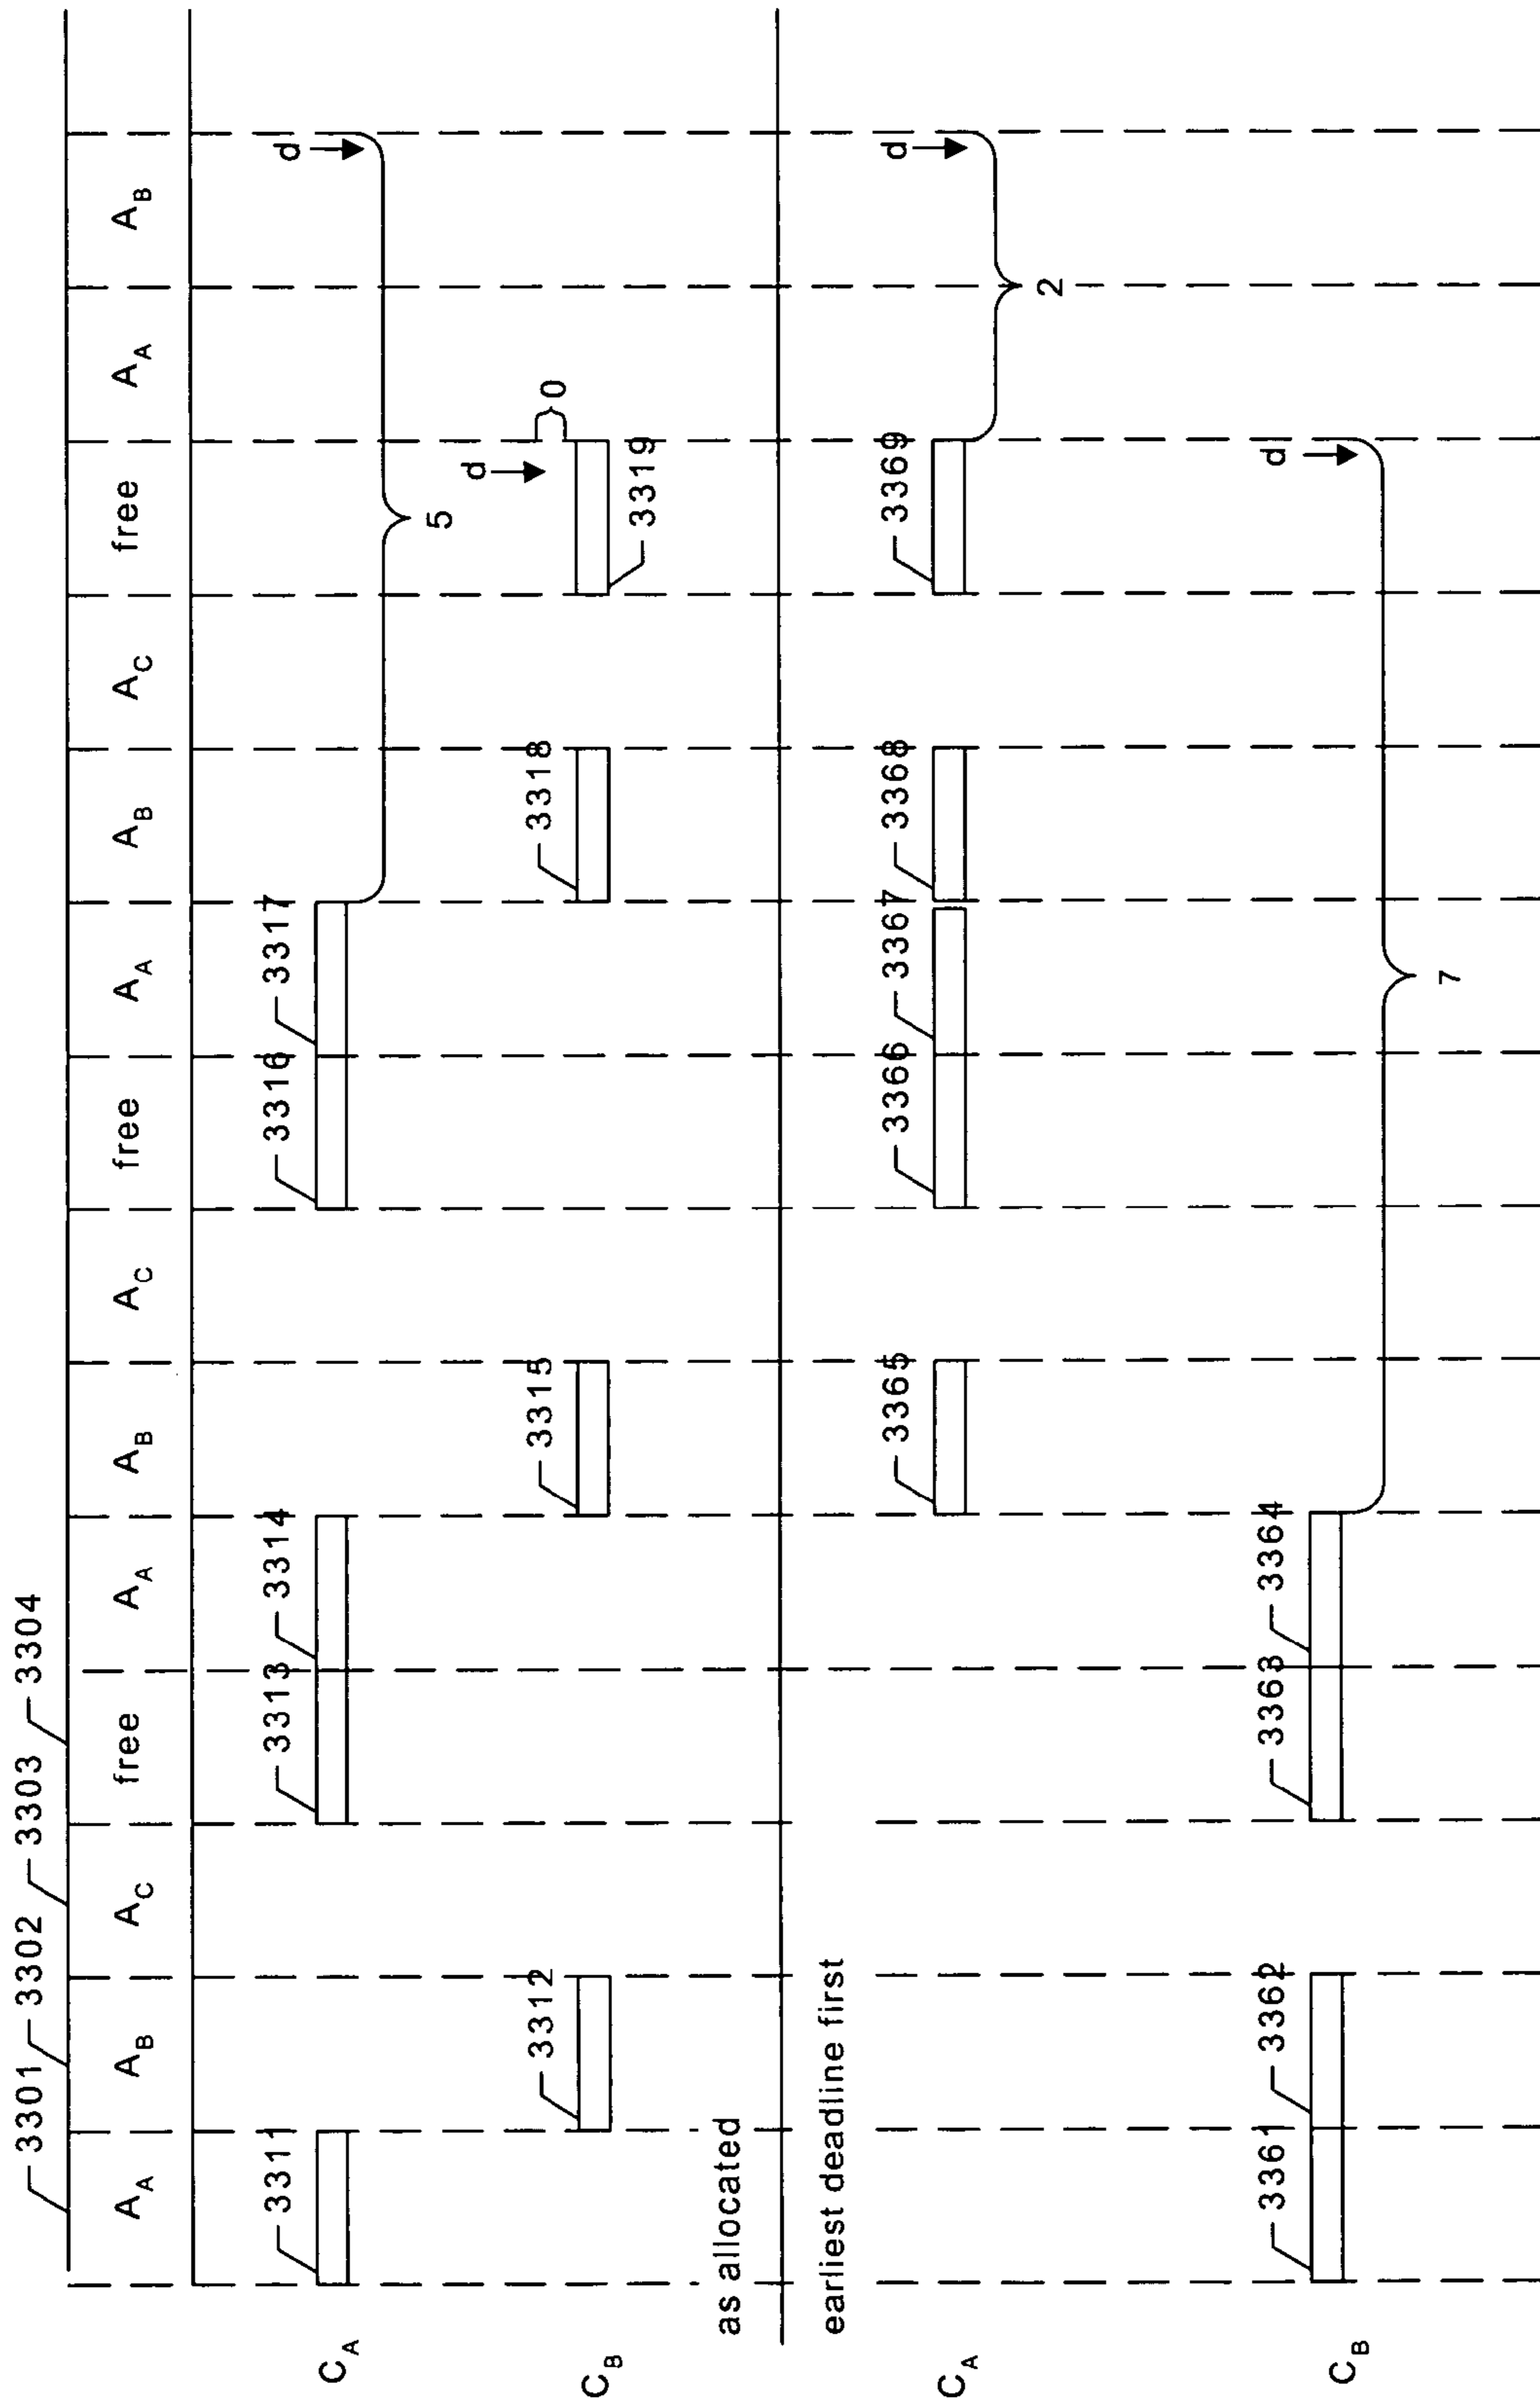 3301 3302 3303 3304
A_A A_B A_C free A_A A_B A_C free A_A A_B A_C free A_A A_B
C_A
3311 3313 3314 3316 3317
d
5
C_B
3312 3315 3318
d
0
3319
as allocated
earliest deadline first
C_A
3365 3366 3367 3368 3369
d
2
C_B
3361 3362 3363 3364
d
7